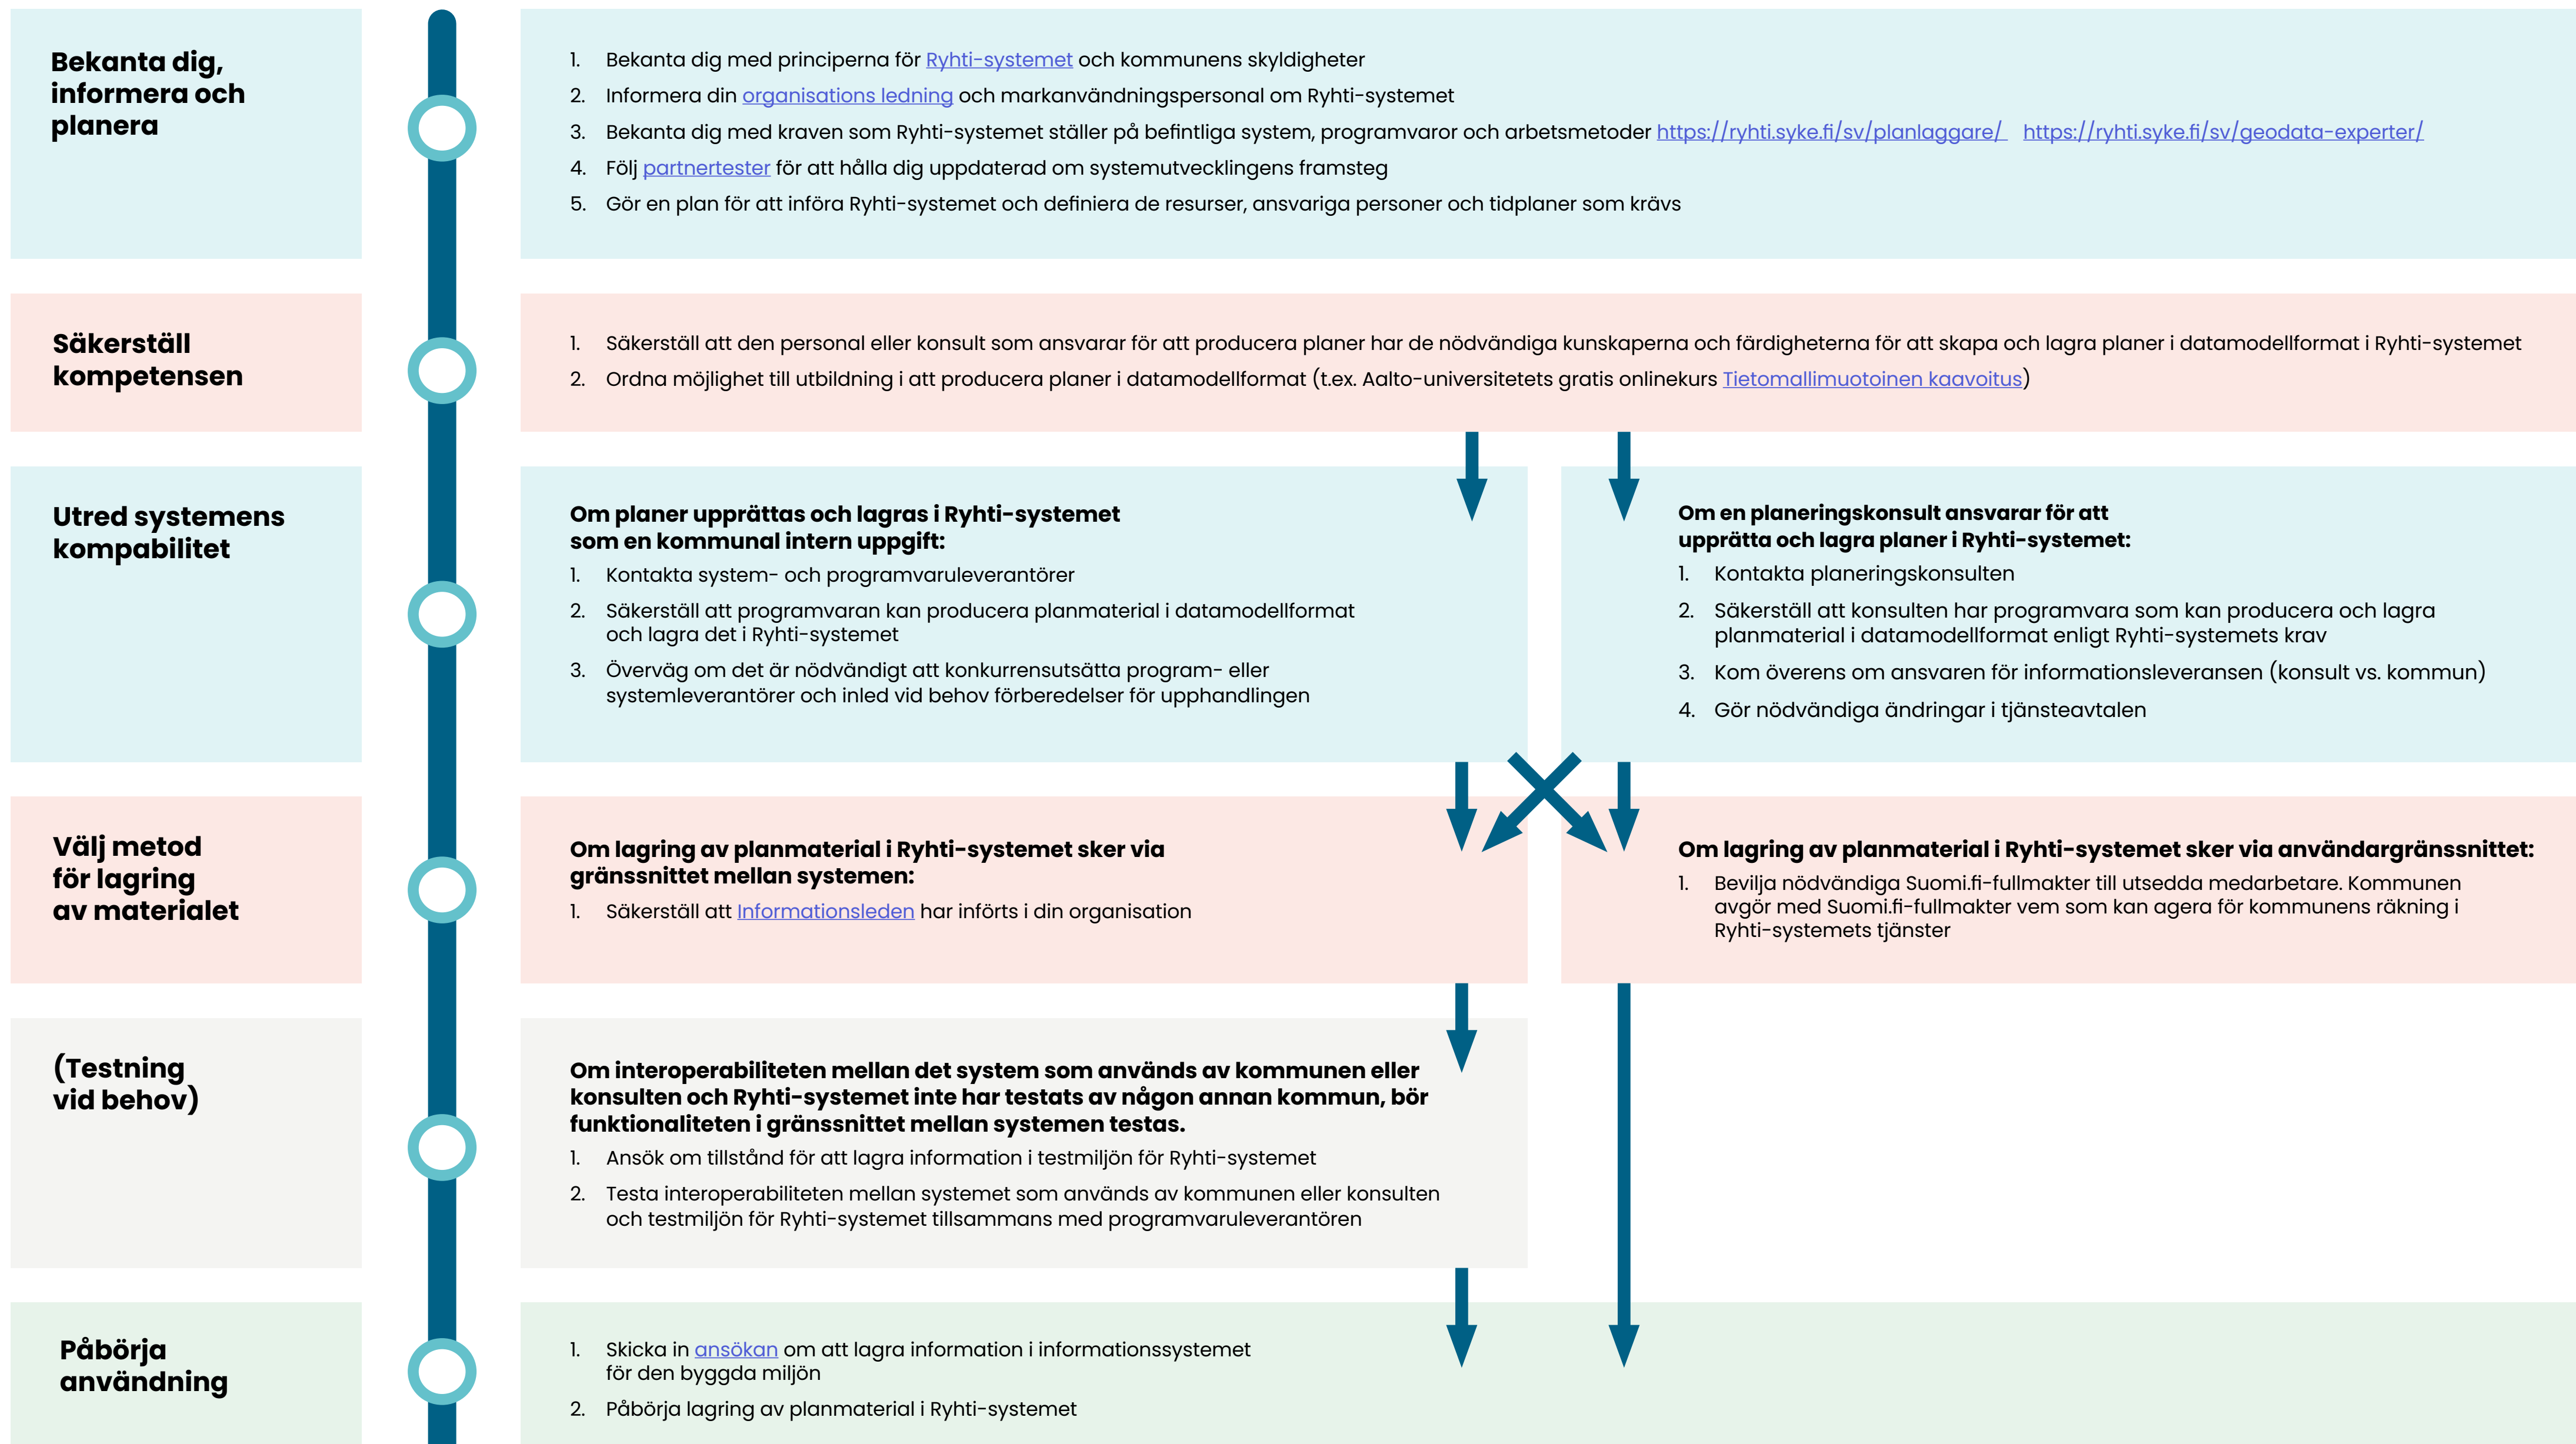 Bekanta dig,
informera och
planera
1. Bekanta dig med principerna för Ryhti-systemet och kommunens skyldigheter
2. Informera din organisations ledning och markanvändningspersonal om Ryhti-systemet
3. Bekanta dig med kraven som Ryhti-systemet ställer på befintliga system, programvaror och arbetsmetoder https://ryhti.syke.fi/sv/planlaggare/ https://ryhti.syke.fi/sv/geodata-experter/
4. Följ partnertester för att hålla dig uppdaterad om systemutvecklingens framsteg
5. Gör en plan för att införa Ryhti-systemet och definiera de resurser, ansvariga personer och tidplaner som krävs
Säkerställ
kompetensen
1. Säkerställ att den personal eller konsult som ansvarar för att producera planer har de nödvändiga kunskaperna och färdigheterna för att skapa och lagra planer i datamodellformat i Ryhti-systemet
2. Ordna möjlighet till utbildning i att producera planer i datamodellformat (t.ex. Aalto-universitetets gratis onlinekurs Tietomallimuotoinen kaavoitus)
Utred systemens
kompabilitet
Om planer upprättas och lagras i Ryhti-systemet
som en kommunal intern uppgift:
1. Kontakta system- och programvaruleverantörer
2. Säkerställ att programvaran kan producera planmaterial i datamodellformat
och lagra det i Ryhti-systemet
3. Överväg om det är nödvändigt att konkurrensutsätta program- eller
systemleverantörer och inled vid behov förberedelser för upphandlingen
Om en planeringskonsult ansvarar för att
upprätta och lagra planer i Ryhti-systemet:
1. Kontakta planeringskonsulten
2. Säkerställ att konsulten har programvara som kan producera och lagra
planmaterial i datamodellformat enligt Ryhti-systemets krav
3. Kom överens om ansvaren för informationsleveransen (konsult vs. kommun)
4. Gör nödvändiga ändringar i tjänsteavtalen
Välj metod
för lagring
av materialet
Om lagring av planmaterial i Ryhti-systemet sker via
gränssnittet mellan systemen:
1. Säkerställ att Informationsleden har införts i din organisation
Om lagring av planmaterial i Ryhti-systemet sker via användargränssnittet:
1. Bevilja nödvändiga Suomi.fi-fullmakter till utsedda medarbetare. Kommunen
avgör med Suomi.fi-fullmakter vem som kan agera för kommunens räkning i
Ryhti-systemets tjänster
(Testning
vid behov)
Om interoperabiliteten mellan det system som används av kommunen eller
konsulten och Ryhti-systemet inte har testats av någon annan kommun, bör
funktionaliteten i gränssnittet mellan systemen testas.
1. Ansök om tillstånd för att lagra information i testmiljön för Ryhti-systemet
2. Testa interoperabiliteten mellan systemet som används av kommunen eller konsulten
och testmiljön för Ryhti-systemet tillsammans med programvaruleverantören
Påbörja
användning
1. Skicka in ansökan om att lagra information i informationssystemet
för den byggda miljön
2. Påbörja lagring av planmaterial i Ryhti-systemet